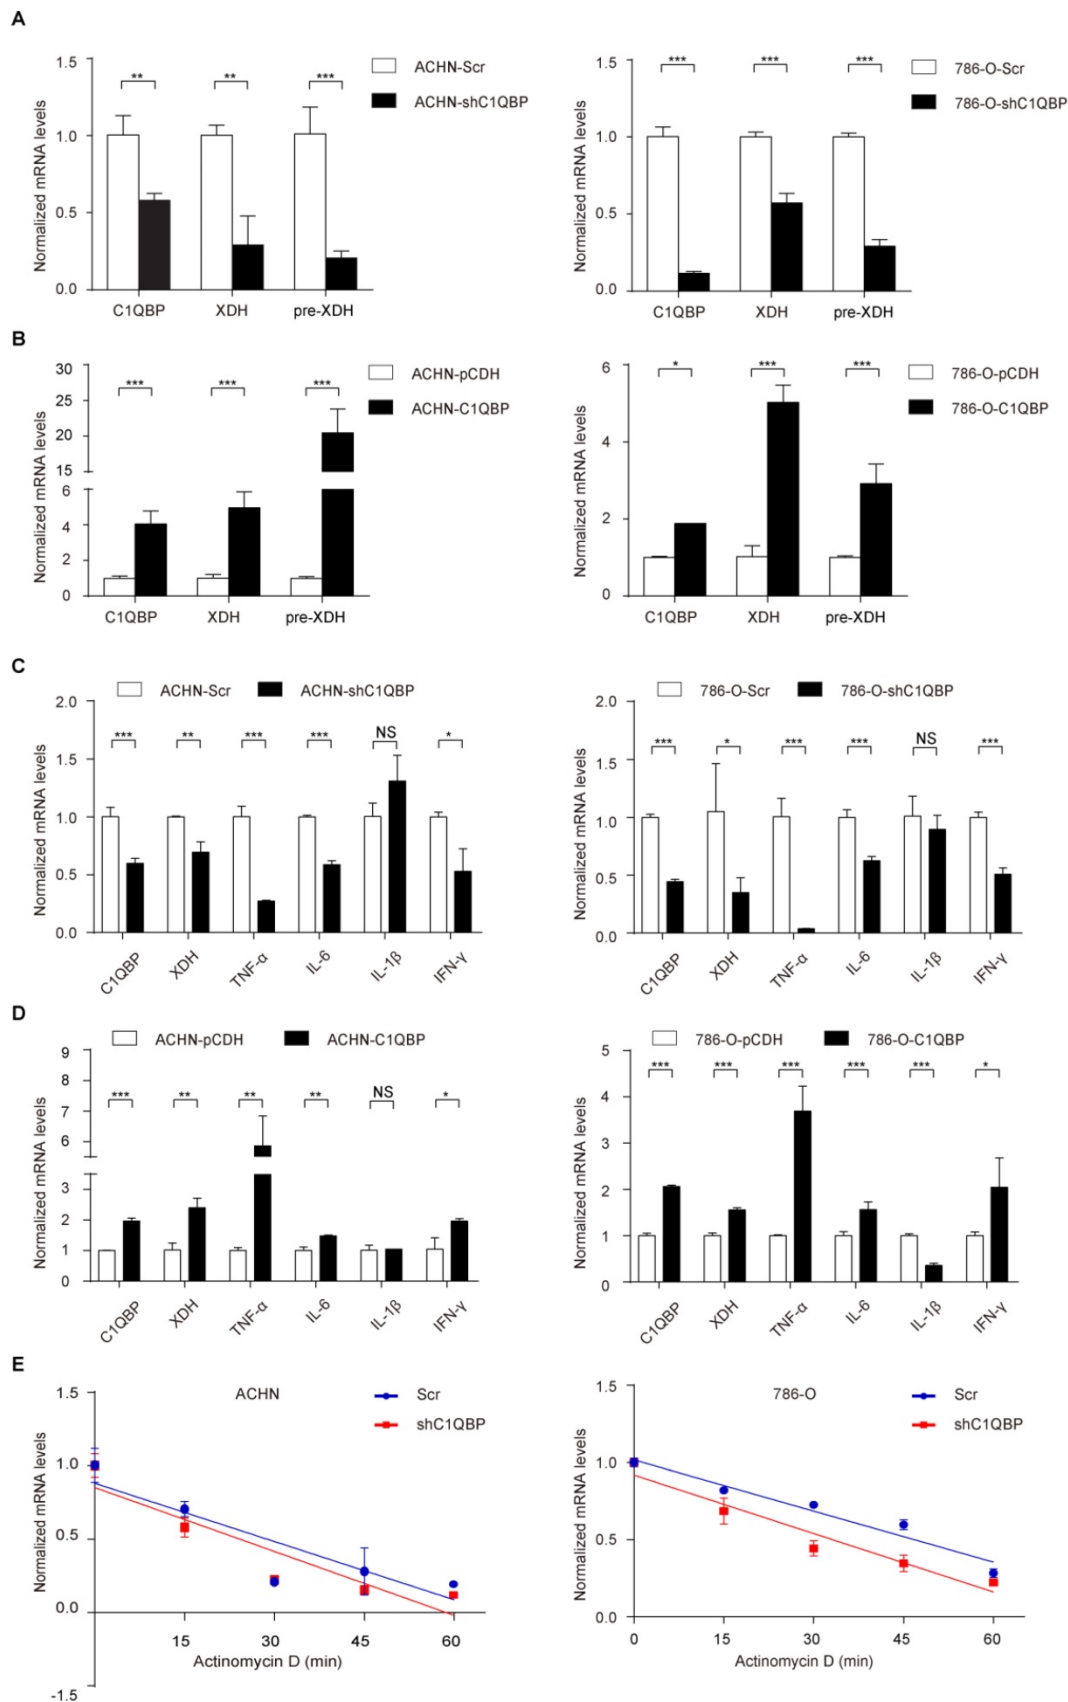 A
Normalized mRNA levels
1.5
1.0
0.5
0.0
** ** ***
C1QBP XDH pre-XDH
ACHN-Scr
ACHN-shC1QBP
Normalized mRNA levels
1.5
1.0
0.5
0.0
*** *** ***
C1QBP XDH pre-XDH
786-O-Scr
786-O-shC1QBP
B
Normalized mRNA levels
30
25
20
15
6
4
2
0
*** *** ***
C1QBP XDH pre-XDH
ACHN-pCDH
ACHN-C1QBP
Normalized mRNA levels
6
4
2
0
* *** ***
C1QBP XDH pre-XDH
786-O-pCDH
786-O-C1QBP
C
ACHN-Scr ACHN-shC1QBP
Normalized mRNA levels
2.0
1.5
1.0
0.5
0.0
*** ** *** *** NS *
C1QBP XDH TNF-α IL-6 IL-1β IFN-γ
786-O-Scr 786-O-shC1QBP
Normalized mRNA levels
2.0
1.5
1.0
0.5
0.0
*** * *** *** NS ***
C1QBP XDH TNF-α IL-6 IL-1β IFN-γ
D
ACHN-pCDH ACHN-C1QBP
Normalized mRNA levels
9
8
7
6
5
3
2
1
0
*** ** ** ** NS *
C1QBP XDH TNF-α IL-6 IL-1β IFN-γ
786-O-pCDH 786-O-C1QBP
Normalized mRNA levels
5
4
3
2
1
0
*** *** *** *** *** *
C1QBP XDH TNF-α IL-6 IL-1β IFN-γ
E
ACHN
Scr
shC1QBP
Normalized mRNA levels
1.5
1.0
0.5
0.0
-1.5
15 30 45 60
Actinomycin D (min)
786-O
Scr
shC1QBP
Normalized mRNA levels
1.5
1.0
0.5
0.0
0 15 30 45 60
Actinomycin D (min)